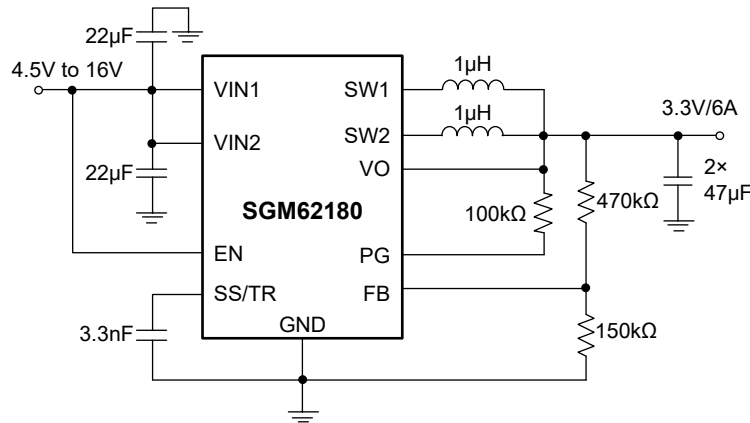 22µF
4.5V to 16V
VIN1
VIN2
22µF
EN
SS/TR
3.3nF
SGM62180
GND
SW1
SW2
VO
PG
FB
1µH
1µH
3.3V/6A
100kΩ
470kΩ
2×
47µF
150kΩ